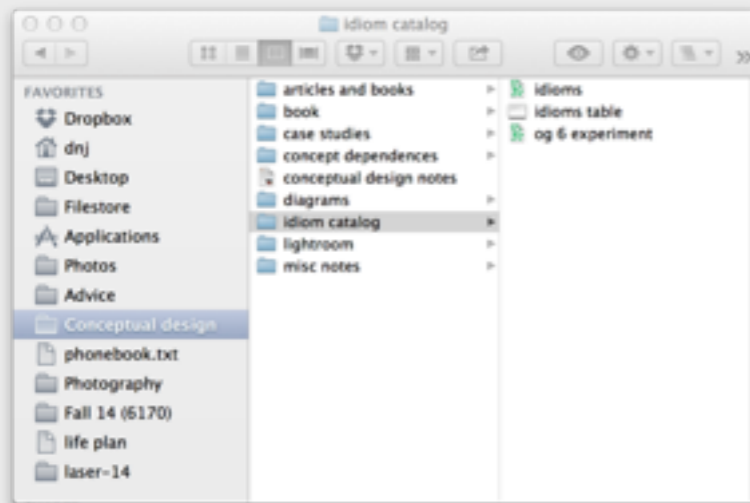 idiom catalog
FAVORITES
Dropbox
dnj
Desktop
Filestore
Applications
Photos
Advice
Conceptual design
phonebook.txt
Photography
Fall 14 (6170)
life plan
laser-14
articles and books
book
case studies
concept dependences
conceptual design notes
diagrams
idiom catalog
lightroom
misc notes
idioms
idioms table
og 6 experiment